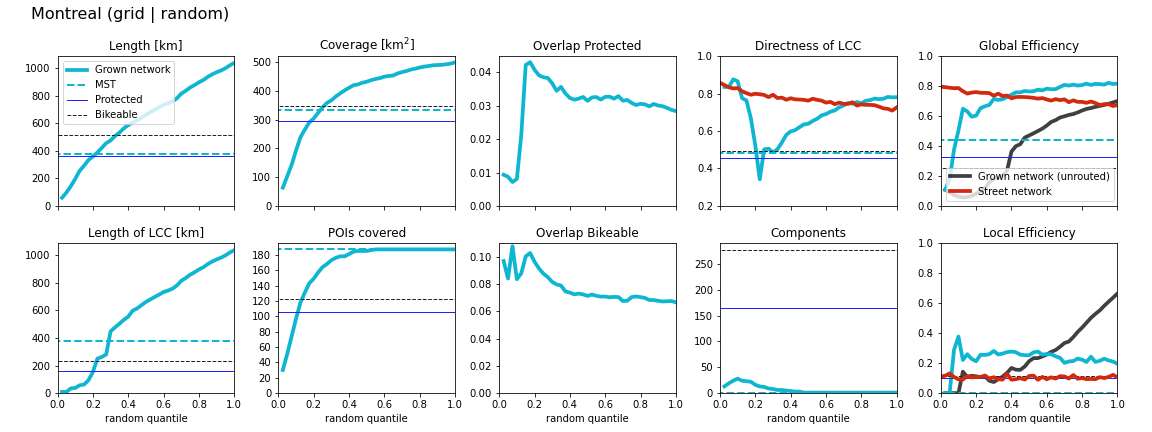 Montreal (grid | random)
Length [km]
Coverage [km²]
Overlap Protected
Directness of LCC
Global Efficiency
Grown network
MST
Protected
Bikeable
1000
800
600
400
200
0
500
400
300
200
100
0
0.04
0.03
0.02
0.01
0.00
1.0
0.8
0.6
0.4
0.2
1.0
0.8
0.6
0.4
0.2
0.0
Grown network (unrouted)
Street network
Length of LCC [km]
POIs covered
Overlap Bikeable
Components
Local Efficiency
1000
800
600
400
200
0
180
160
140
120
100
80
60
40
20
0
0.10
0.08
0.06
0.04
0.02
0.00
250
200
150
100
50
0
1.0
0.8
0.6
0.4
0.2
0.0
0.0 0.2 0.4 0.6 0.8 1.0
0.0 0.2 0.4 0.6 0.8 1.0
0.0 0.2 0.4 0.6 0.8 1.0
0.0 0.2 0.4 0.6 0.8 1.0
0.0 0.2 0.4 0.6 0.8 1.0
random quantile
random quantile
random quantile
random quantile
random quantile